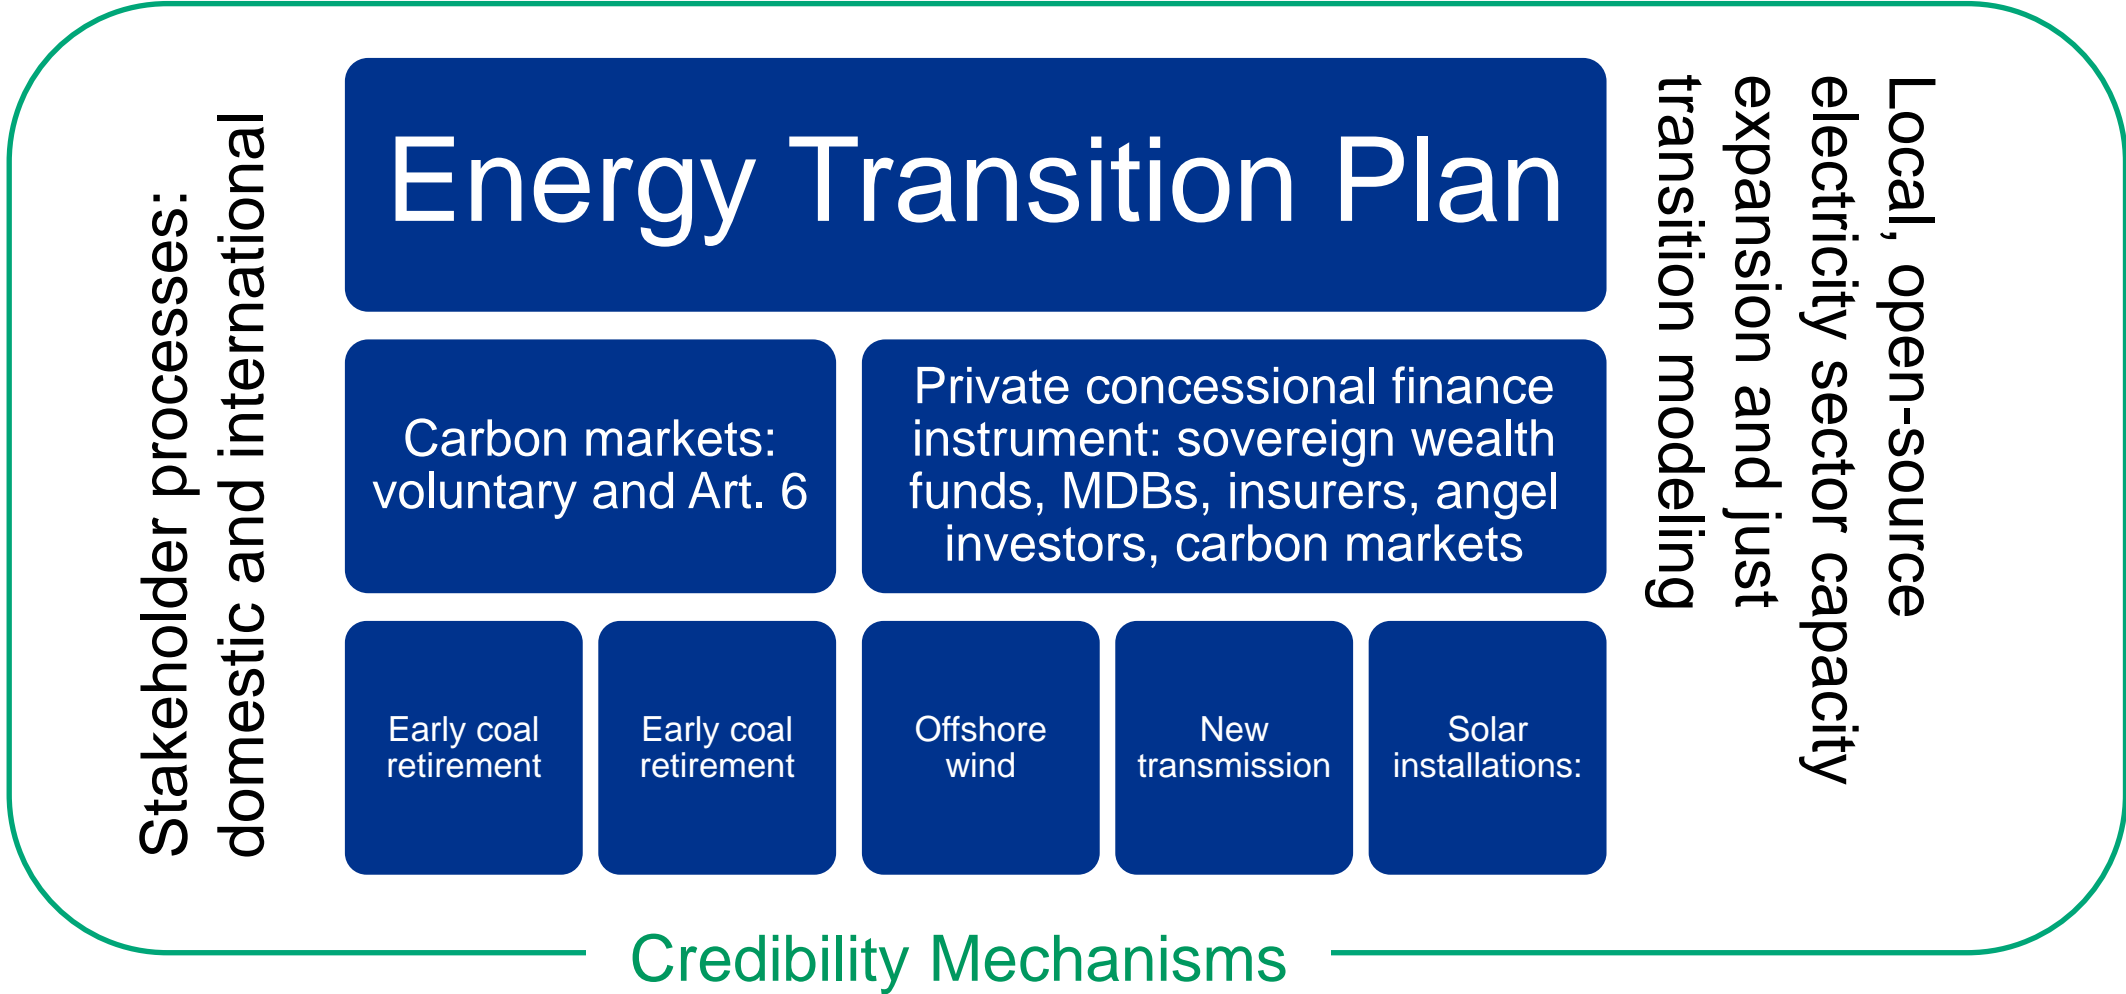 Stakeholder processes:
domestic and international
Energy Transition Plan
Carbon markets:
voluntary and Art. 6
Private concessional finance
instrument: sovereign wealth
funds, MDBs, insurers, angel
investors, carbon markets
Early coal
retirement
Early coal
retirement
Offshore
wind
New
transmission
Solar
installations:
Local, open-source
electricity sector capacity
expansion and just
transition modeling
Credibility Mechanisms